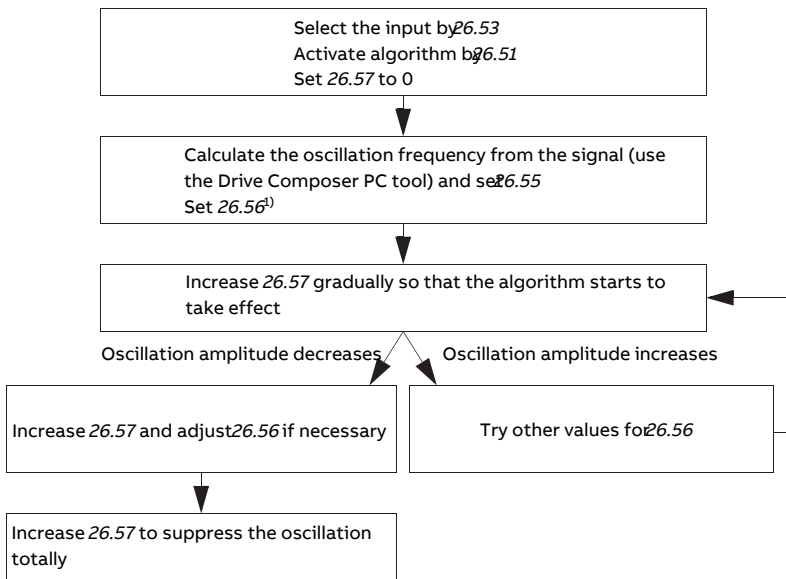 Select the input by 26.53
Activate algorithm by 26.51
Set 26.57 to 0
Calculate the oscillation frequency from the signal (use
the Drive Composer PC tool) and set 26.55
Set 26.56¹⁾
Increase 26.57 gradually so that the algorithm starts to
take effect
Oscillation amplitude decreases
Oscillation amplitude increases
Increase 26.57 and adjust 26.56 if necessary
Try other values for 26.56
Increase 26.57 to suppress the oscillation
totally